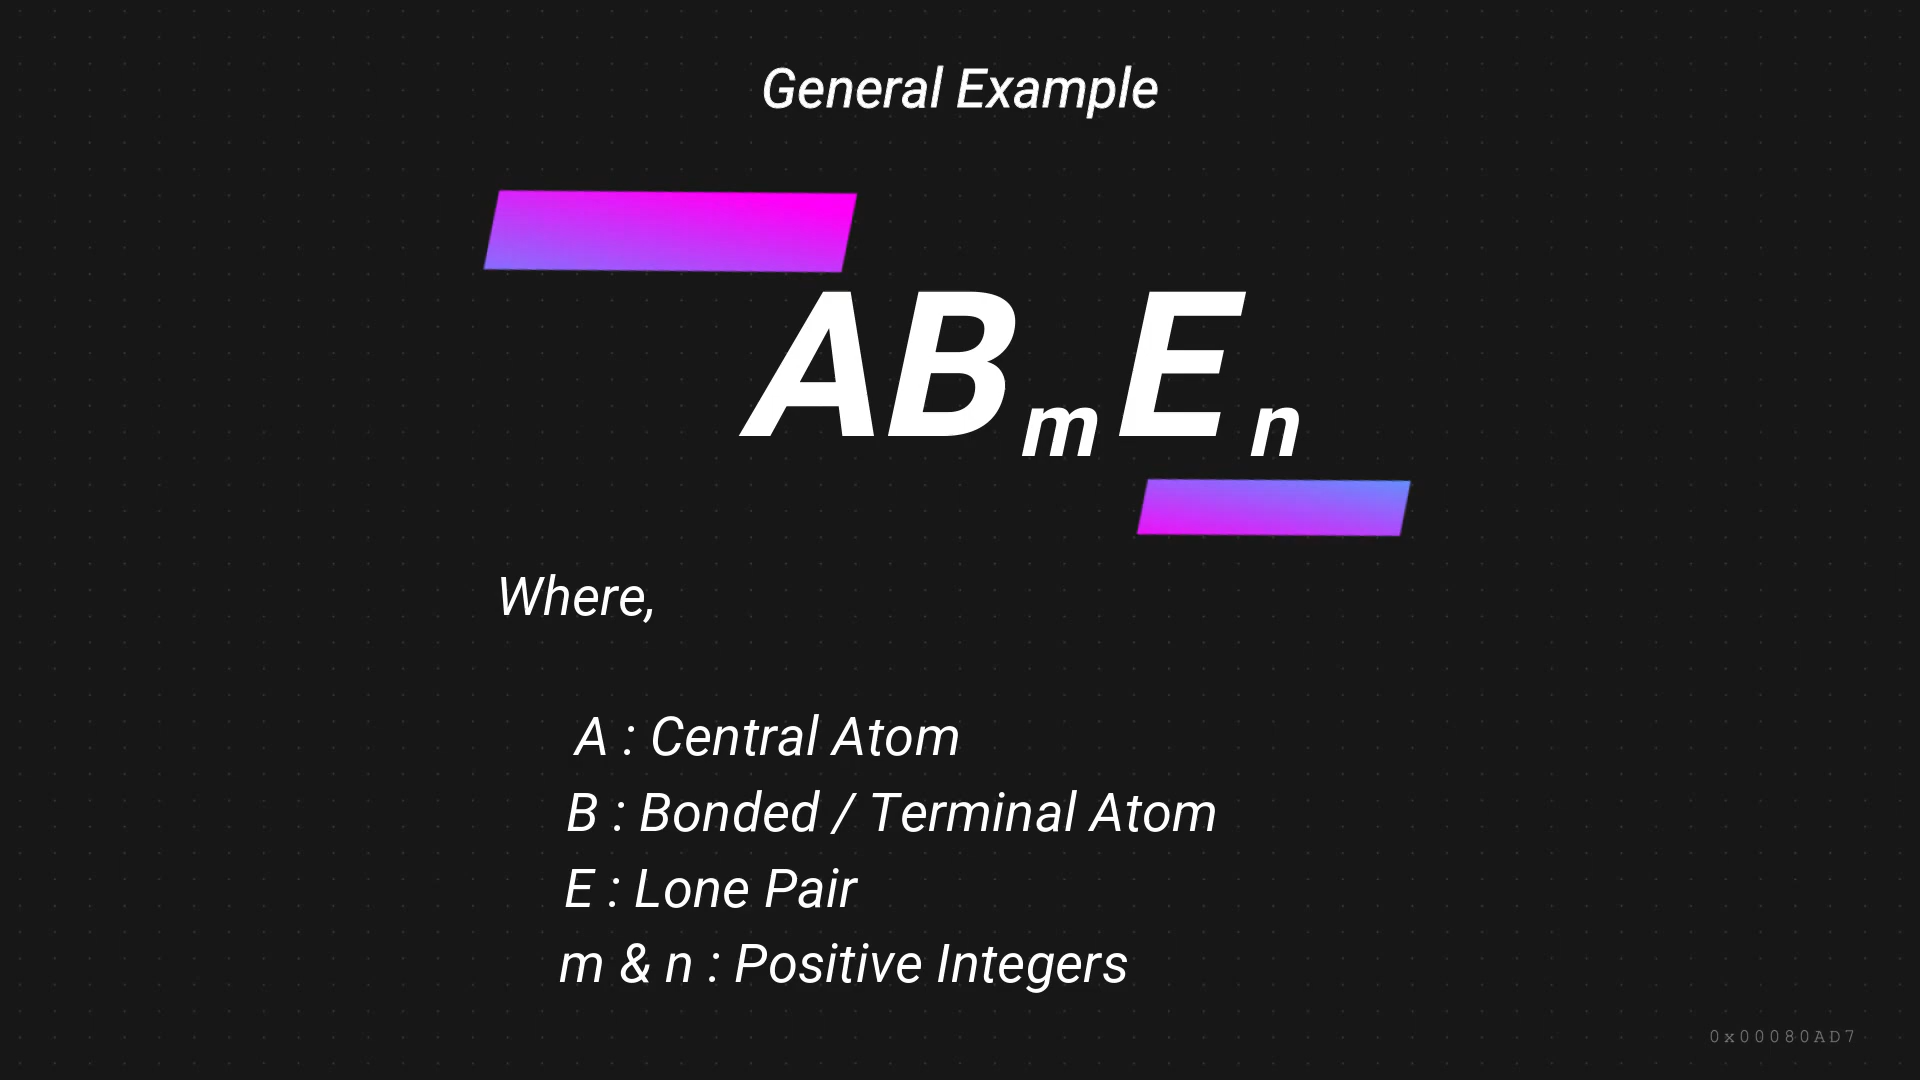 General Example
ABmEn
Where,
A : Central Atom
B : Bonded / Terminal Atom
E : Lone Pair
m & n : Positive Integers
0x00080AD7